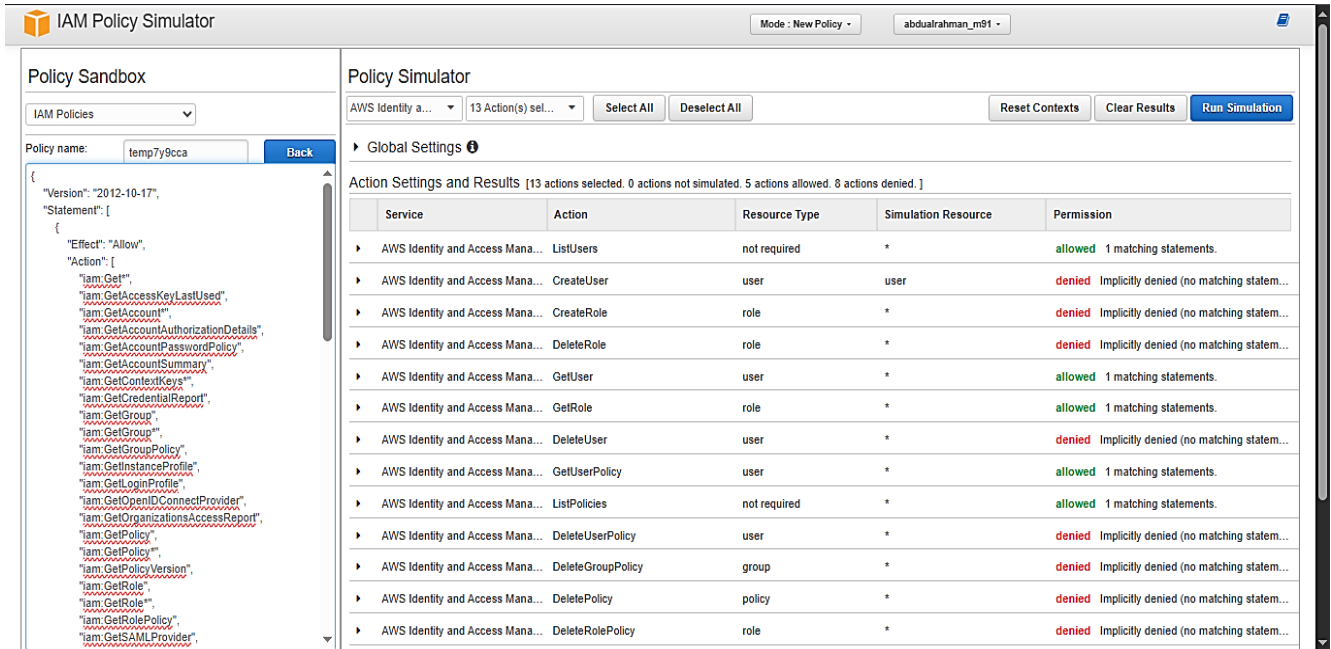 IAM Policy Simulator
Mode : New Policy
abdualrahman_m91
Policy Sandbox
IAM Policies
Policy name:
temp7y9cca
Back
{
"Version": "2012-10-17",
"Statement": [
{
"Effect": "Allow",
"Action": [
"iam:Get*",
"iam:GetAccessKeyLastUsed",
"iam:GetAccount*",
"iam:GetAccountAuthorizationDetails",
"iam:GetAccountPasswordPolicy",
"iam:GetAccountSummary",
"iam:GetContextKeys*",
"iam:GetCredentialReport",
"iam:GetGroup",
"iam:GetGroup*",
"iam:GetGroupPolicy",
"iam:GetInstanceProfile",
"iam:GetLoginProfile",
"iam:GetOpenIDConnectProvider",
"iam:GetOrganizationsAccessReport",
"iam:GetPolicy",
"iam:GetPolicy*",
"iam:GetPolicyVersion",
"iam:GetRole",
"iam:GetRole*",
"iam:GetRolePolicy",
"iam:GetSAMLProvider",
Policy Simulator
AWS Identity a...
13 Action(s) sel...
Select All
Deselect All
Reset Contexts
Clear Results
Run Simulation
Global Settings
Action Settings and Results [13 actions selected. 0 actions not simulated. 5 actions allowed. 8 actions denied. ]
Service Action Resource Type Simulation Resource Permission
AWS Identity and Access Mana... ListUsers not required * allowed 1 matching statements.
AWS Identity and Access Mana... CreateUser user user denied Implicitly denied (no matching statem...
AWS Identity and Access Mana... CreateRole role * denied Implicitly denied (no matching statem...
AWS Identity and Access Mana... DeleteRole role * denied Implicitly denied (no matching statem...
AWS Identity and Access Mana... GetUser user * allowed 1 matching statements.
AWS Identity and Access Mana... GetRole role * allowed 1 matching statements.
AWS Identity and Access Mana... DeleteUser user * denied Implicitly denied (no matching statem...
AWS Identity and Access Mana... GetUserPolicy user * allowed 1 matching statements.
AWS Identity and Access Mana... ListPolicies not required * allowed 1 matching statements.
AWS Identity and Access Mana... DeleteUserPolicy user * denied Implicitly denied (no matching statem...
AWS Identity and Access Mana... DeleteGroupPolicy group * denied Implicitly denied (no matching statem...
AWS Identity and Access Mana... DeletePolicy policy * denied Implicitly denied (no matching statem...
AWS Identity and Access Mana... DeleteRolePolicy role * denied Implicitly denied (no matching statem...